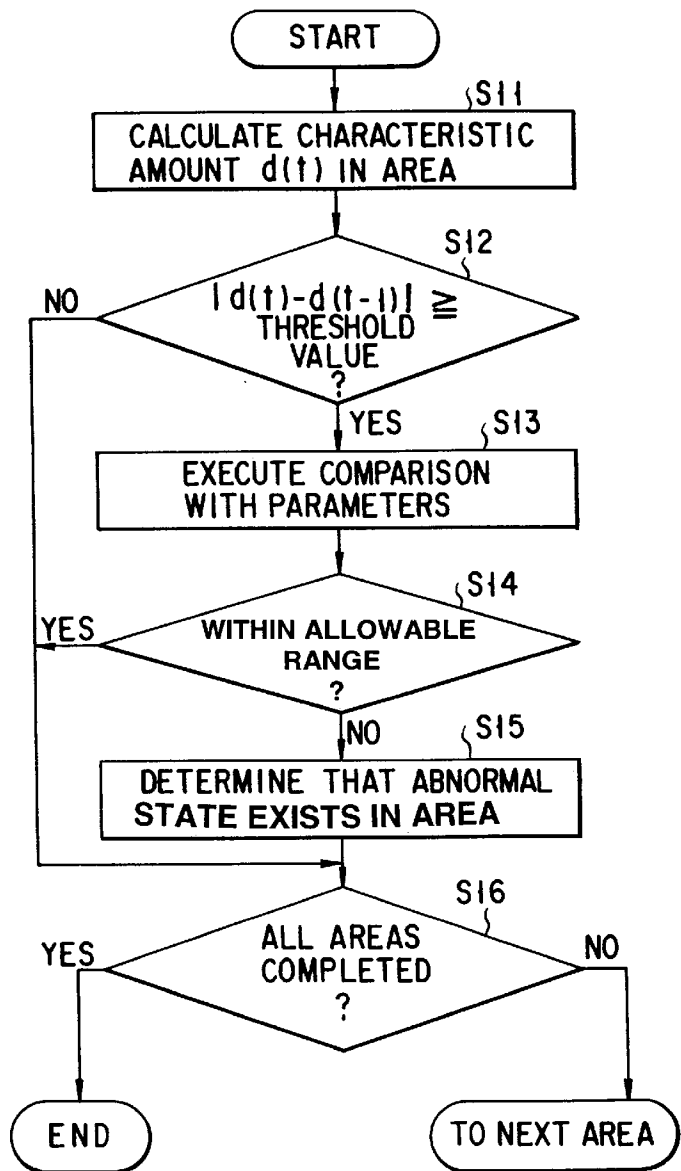 START
S11
CALCULATE CHARACTERISTIC
AMOUNT d(t) IN AREA
S12
NO
|d(t)-d(t-1)| ≧
THRESHOLD
VALUE
?
YES
S13
EXECUTE COMPARISON
WITH PARAMETERS
S14
YES
WITHIN ALLOWABLE
RANGE
?
NO
S15
DETERMINE THAT ABNORMAL
STATE EXISTS IN AREA
S16
YES
ALL AREAS
COMPLETED
?
NO
END
TO NEXT AREA